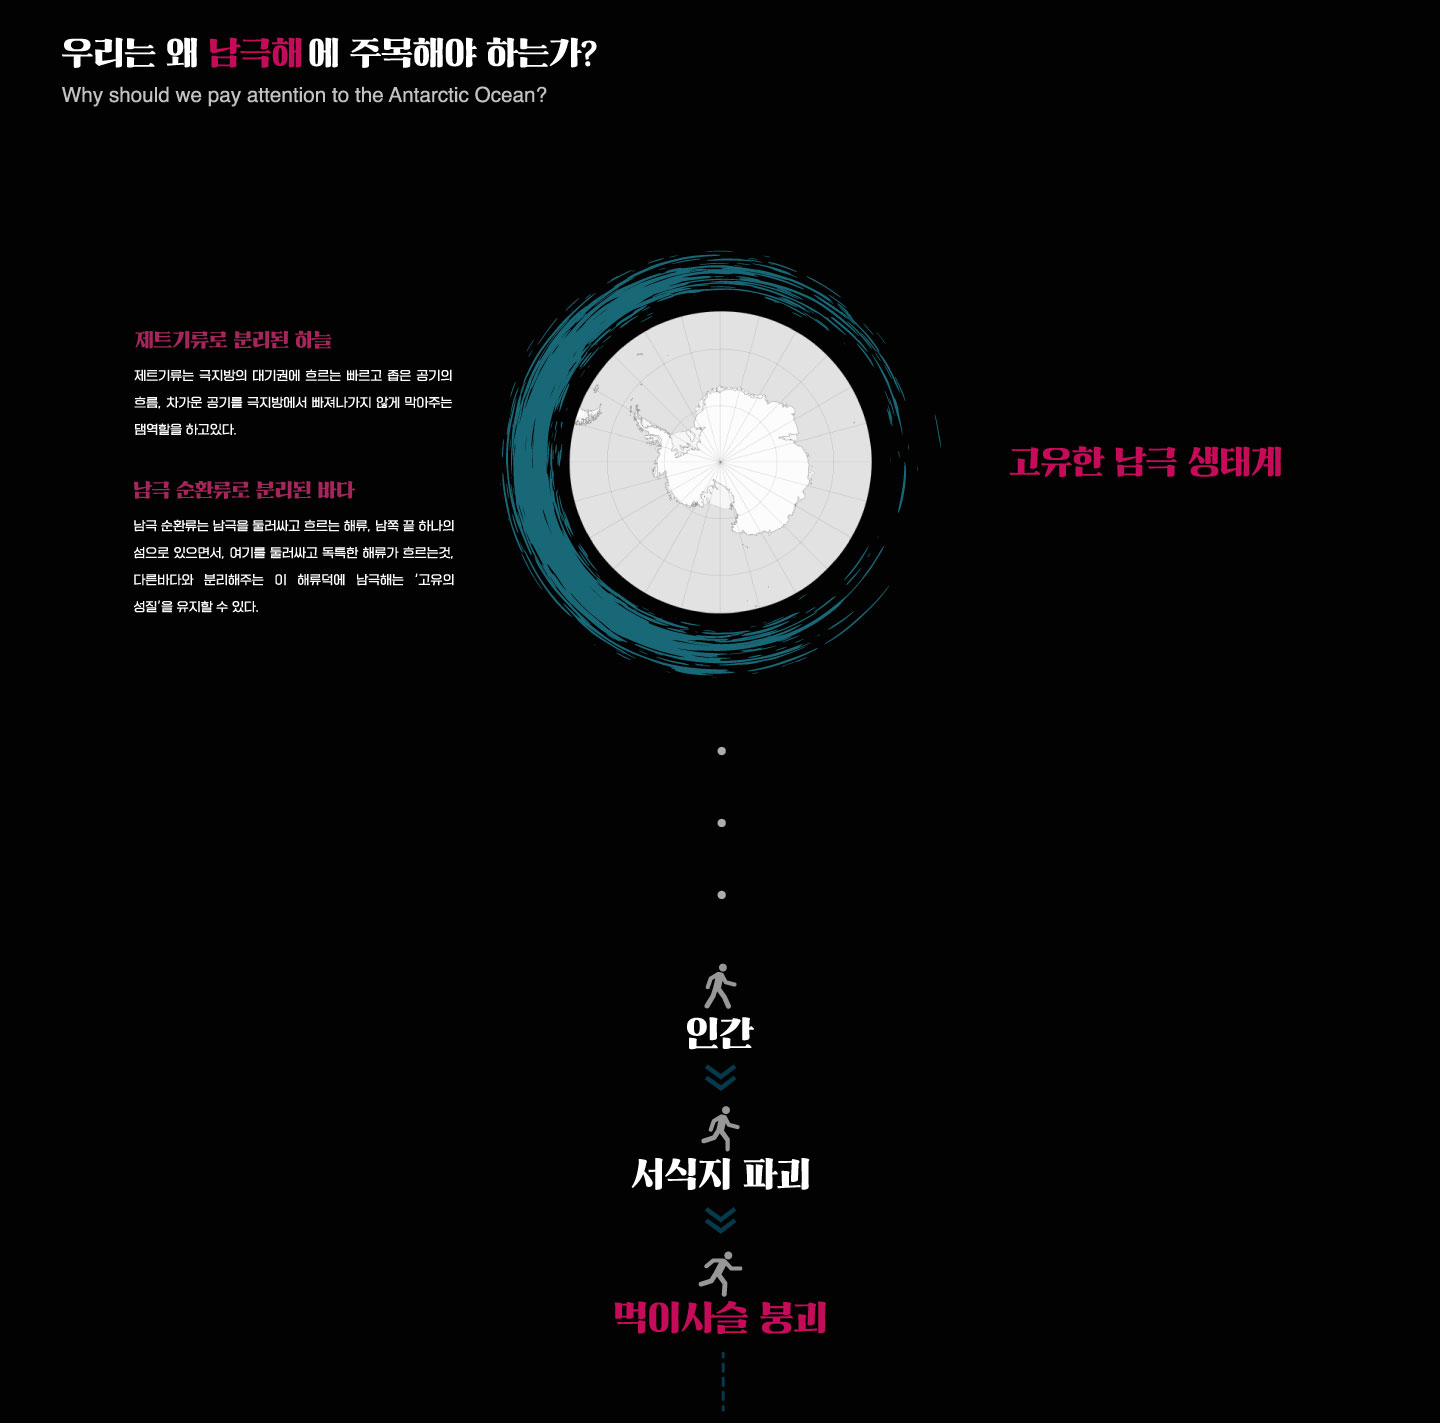 우리는 왜 남극해에 주목해야 하는가?
Why should we pay attention to the Antarctic Ocean?
제트기류로 분리된 하늘
제트기류는 극지방의 대기권에 흐르는 빠르고 좁은 공기의
흐름, 차가운 공기를 극지방에서 빠져나가지 않게 막아주는
댐역할을 하고있다.
남극 순환류로 분리된 바다
남극 순환류는 남극을 둘러싸고 흐르는 해류, 남쪽 끝 하나의
섬으로 있으면서, 여기를 둘러싸고 독특한 해류가 흐르는것,
다른바다와 분리해주는 이 해류덕에 남극해는 '고유의
성질'을 유지할 수 있다.
고유한 남극 생태계
인간
서식지 파괴
먹이사슬 붕괴